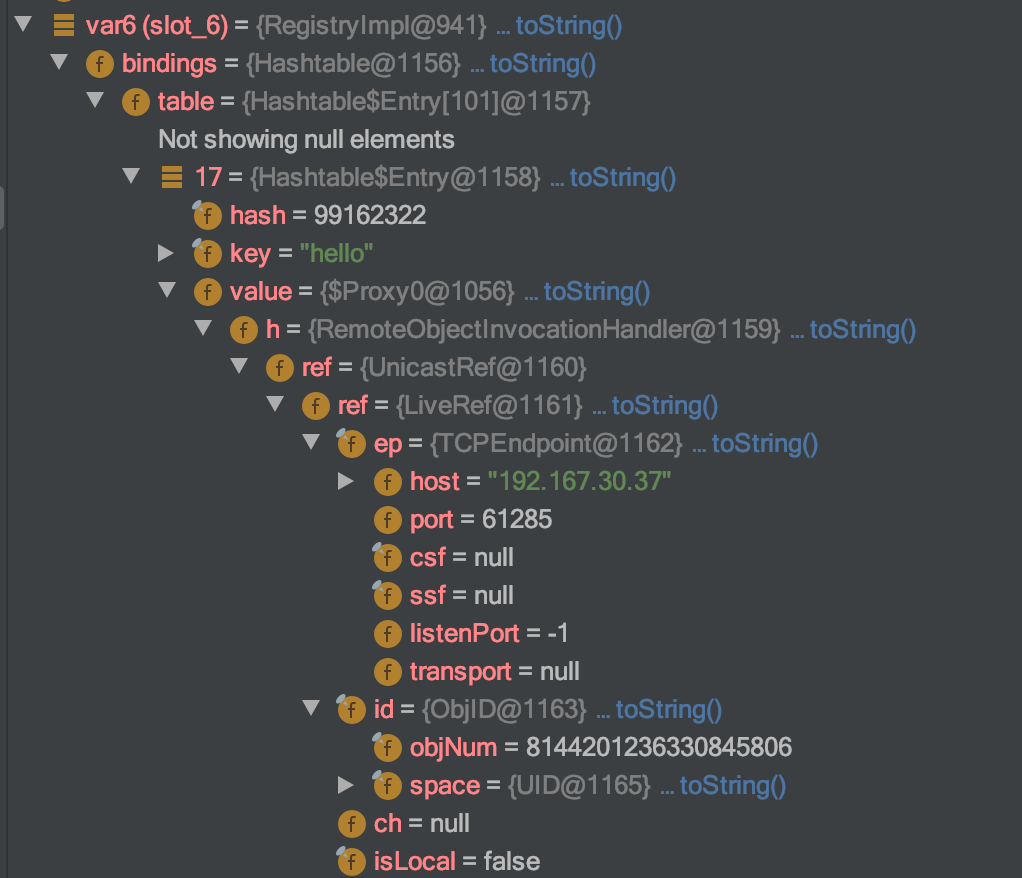 var6 (slot_6) = {RegistryImpl@941} ... toString()
f bindings = {Hashtable@1156} ... toString()
f table = {Hashtable$Entry[101]@1157}
Not showing null elements
17 = {Hashtable$Entry@1158} ... toString()
f hash = 99162322
f key = "hello"
f value = {$Proxy0@1056} ... toString()
f h = {RemoteObjectInvocationHandler@1159} ... toString()
f ref = {UnicastRef@1160}
f ref = {LiveRef@1161} ... toString()
f ep = {TCPEndpoint@1162} ... toString()
f host = "192.167.30.37"
f port = 61285
f csf = null
f ssf = null
f listenPort = -1
f transport = null
f id = {ObjID@1163} ... toString()
f objNum = 8144201236330845806
f space = {UID@1165} ... toString()
f ch = null
f isLocal = false